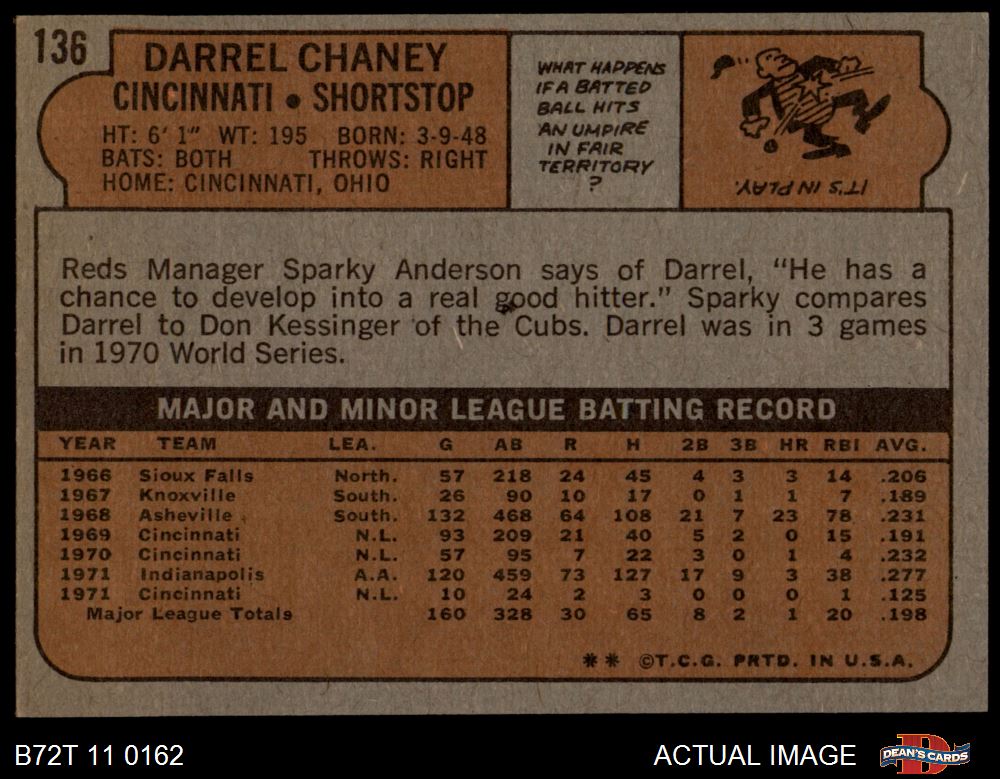 136
DARREL CHANEY
CINCINNATI • SHORTSTOP
HT: 6' 1" WT: 195 BORN: 3-9-48
BATS: BOTH THROWS: RIGHT
HOME: CINCINNATI, OHIO
WHAT HAPPENS
IF A BATTED
BALL HITS
AN UMPIRE
IN FAIR
TERRITORY
?
IT'S IN PLAY.
Reds Manager Sparky Anderson says of Darrel, “He has a
chance to develop into a real good hitter.” Sparky compares
Darrel to Don Kessinger of the Cubs. Darrel was in 3 games
in 1970 World Series.
MAJOR AND MINOR LEAGUE BATTING RECORD
YEAR TEAM LEA. G AB R H 2B 3B HR RBI AVG.
1966 Sioux Falls North. 57 218 24 45 4 3 3 14 .206
1967 Knoxville South. 26 90 10 17 0 1 1 7 .189
1968 Asheville South. 132 468 64 108 21 7 23 78 .231
1969 Cincinnati N.L. 93 209 21 40 5 2 0 15 .191
1970 Cincinnati N.L. 57 95 7 22 3 0 1 4 .232
1971 Indianapolis A.A. 120 459 73 127 17 9 3 38 .277
1971 Cincinnati N.L. 10 24 2 3 0 0 0 1 .125
Major League Totals 160 328 30 65 8 2 1 20 .198
** ©T.C.G. PRTD. IN U.S.A.
B72T 11 0162
ACTUAL IMAGE
DEAN'S CARDS